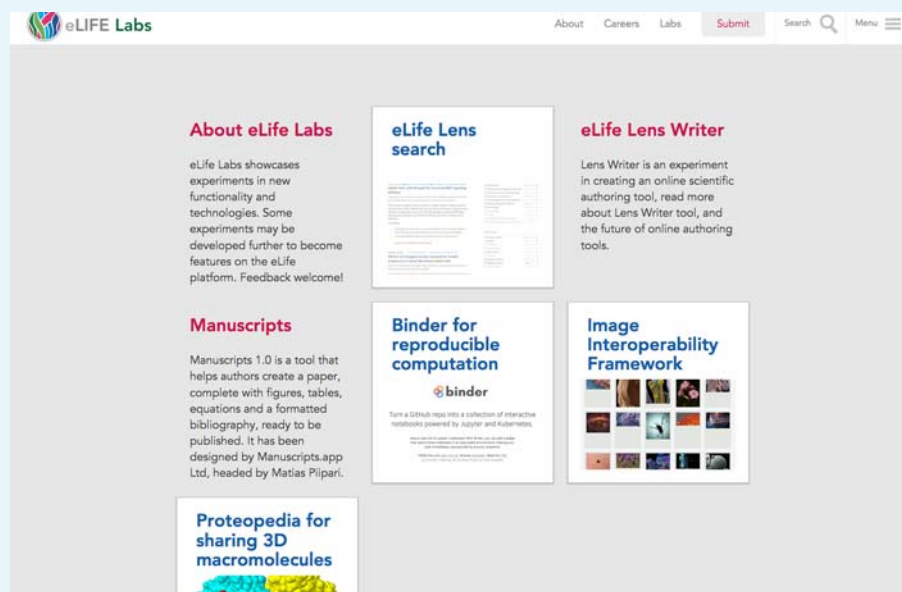 eLIFE Labs
About Careers Labs Submit Search Menu
About eLife Labs
eLife Labs showcases
experiments in new
functionality and
technologies. Some
experiments may be
developed further to become
features on the eLife
platform. Feedback welcome!
eLife Lens
search
eLife Lens Writer
Lens Writer is an experiment
in creating an online scientific
authoring tool, read more
about Lens Writer tool, and
the future of online authoring
tools.
Manuscripts
Manuscripts 1.0 is a tool that
helps authors create a paper,
complete with figures, tables,
equations and a formatted
bibliography, ready to be
published. It has been
designed by Manuscripts.app
Ltd, headed by Matias Piipari.
Binder for
reproducible
computation
binder
Turn a GitHub repo into a collection of interactive
notebooks powered by Jupyter and Kubernetes.
Image
Interoperability
Framework
Proteopedia for
sharing 3D
macromolecules